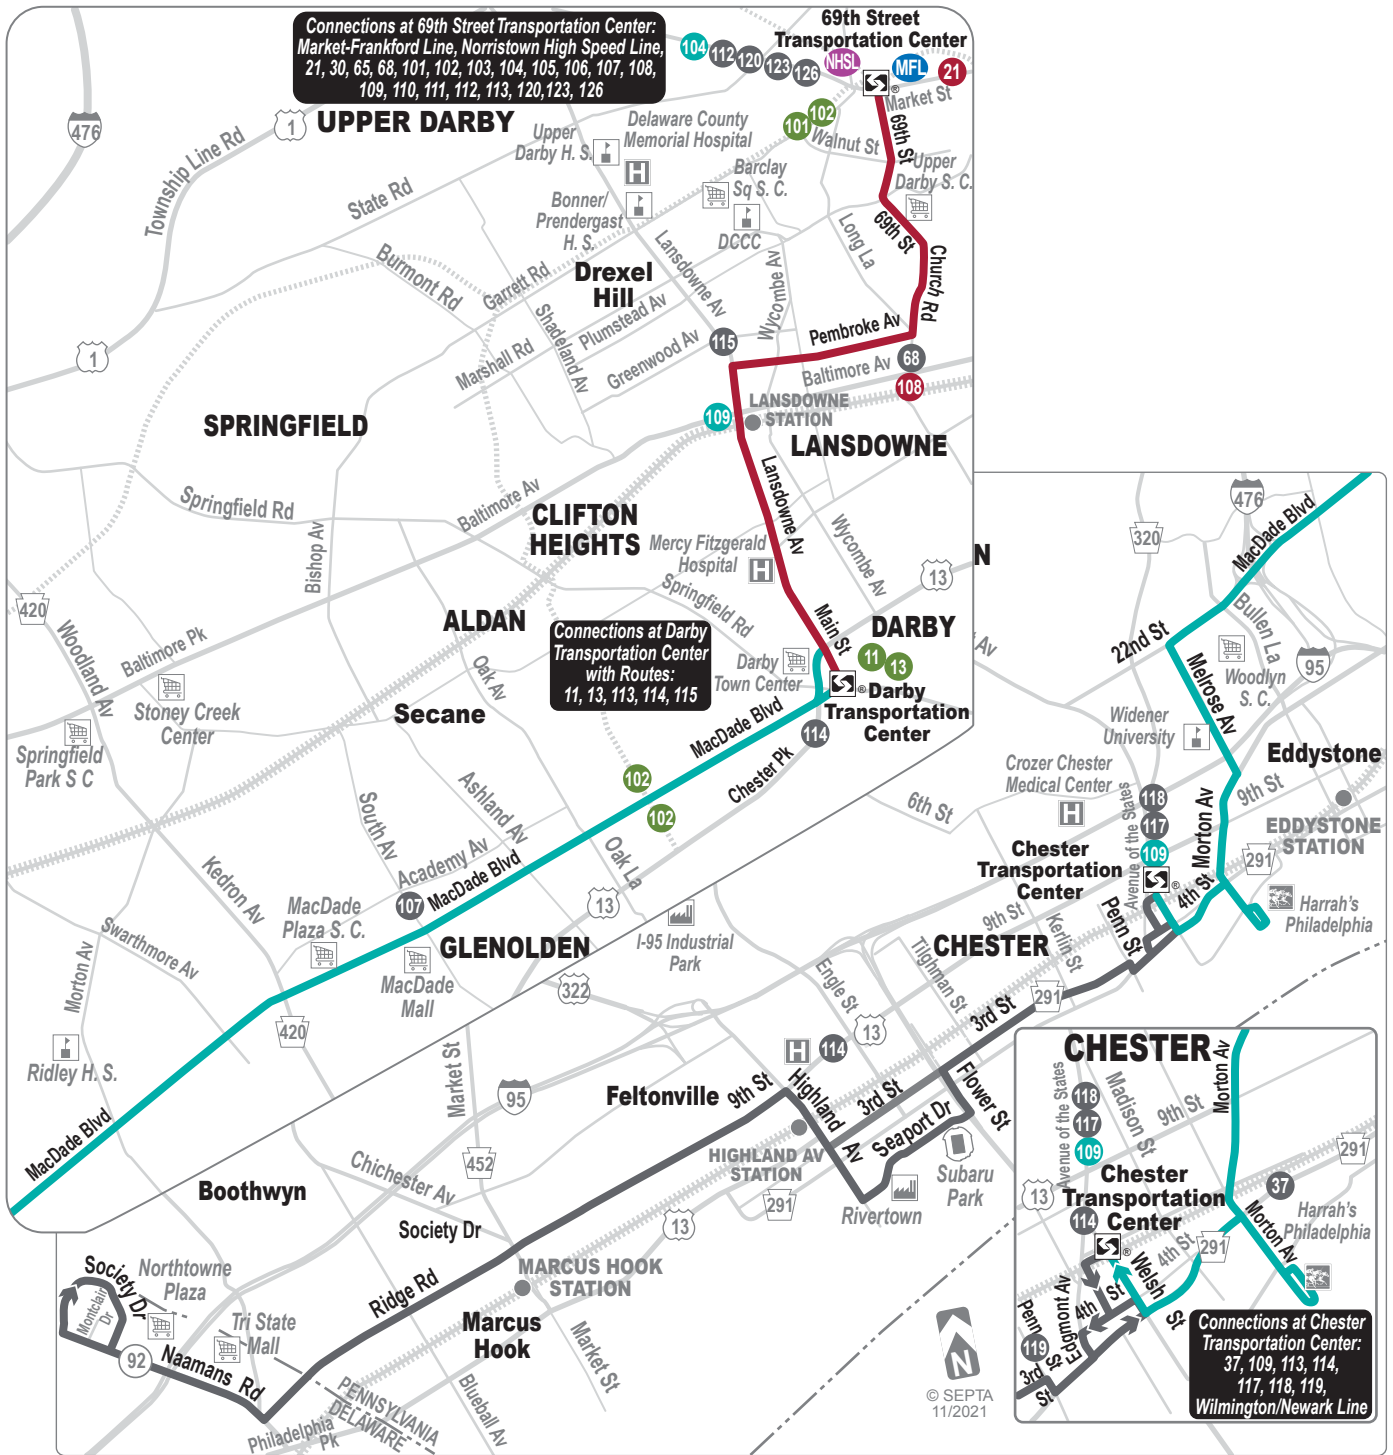 Connections at 69th Street Transportation Center:
Market-Frankford Line, Norristown High Speed Line,
21, 30, 65, 68, 101, 102, 103, 104, 105, 106, 107, 108,
109, 110, 111, 112, 113, 120,123, 126
69th Street
Transportation Center
104
112
120
123
126
NHSL
MFL
21
®
Market St
476
1
UPPER DARBY
Township Line Rd
State Rd
Upper
Darby H. S.
Delaware County
Memorial Hospital
H
101
102
Walnut St
69th St
Upper
Darby S. C.
Barclay
Sq S. C.
Bonner/
Prendergast
H. S.
DCCC
Long La
69th St
Church Rd
Burmont Rd
Garrett Rd
Drexel
Hill
Lansdowne Av
Wycombe Av
Shadeland Av
Plumstead Av
Pembroke Av
1
Marshall Rd
Greenwood Av
115
Baltimore Av
68
108
109
LANSDOWNE
STATION
SPRINGFIELD
LANSDOWNE
Springfield Rd
Baltimore Av
Bishop Av
Lansdowne Av
CLIFTON
HEIGHTS
Mercy Fitzgerald
Hospital
H
Wycombe Av
13
N
420
Woodland Av
Baltimore Pk
ALDAN
Springfield Rd
Main St
DARBY
Av
Connections at Darby
Transportation Center
with Routes:
11, 13, 113, 114, 115
Darby
Town Center
11
13
®
Darby
Transportation
Center
Oak Av
Stoney Creek
Center
Secane
Springfield
Park S C
MacDade Blvd
114
Chester Pk
102
102
South Av
Ashland Av
Academy Av
MacDade Blvd
107
Oak La
13
Kedron Av
MacDade
Plaza S. C.
GLENOLDEN
I-95 Industrial
Park
Swarthmore Av
Morton Av
MacDade
Mall
322
420
Ridley H. S.
Market St
MacDade Blvd
320
476
MacDade Blvd
22nd St
Bullen La
95
Melrose Av
Woodlyn
S. C.
Widener
University
Eddystone
Crozer Chester
Medical Center
H
6th St
Avenue of the States
118
117
109
Morton Av
9th St
EDDYSTONE
STATION
291
Chester
Transportation
Center
®
4th St
Harrah's
Philadelphia
Penn St
9th St
Kerlin St
CHESTER
Tilghman St
Engle St
291
3rd St
13
H
114
95
Feltonville
9th St
Highland Av
3rd St
Flower St
Seaport Dr
HIGHLAND AV
STATION
Subaru
Park
Rivertown
291
13
452
Chichester Av
Boothwyn
Society Dr
Ridge Rd
MARCUS HOOK
STATION
Marcus
Hook
Market St
Society Dr
Montclair
Dr
Northtowne
Plaza
Tri State
Mall
92
Naamans Rd
PENNSYLVANIA
DELAWARE
Philadelphia
Pk
Blueball Av
N
© SEPTA
11/2021
CHESTER
Avenue of the States
118
117
109
Madison St
9th St
Morton Av
291
13
Chester
Transportation
Center
37
Harrah's
Philadelphia
114
®
4th St
291
Morton Av
Welsh St
4th St
Edgmont Av
Penn St
119
3rd St
Connections at Chester
Transportation Center:
37, 109, 113, 114,
117, 118, 119,
Wilmington/Newark Line